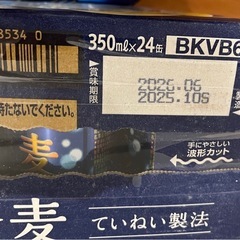 8534 0
350ml×24缶
BKVB6
賞味期限
2026.06
2025.10S
持たないでください。
手にやさしい
波形カット
麦
麦
ていねい製法